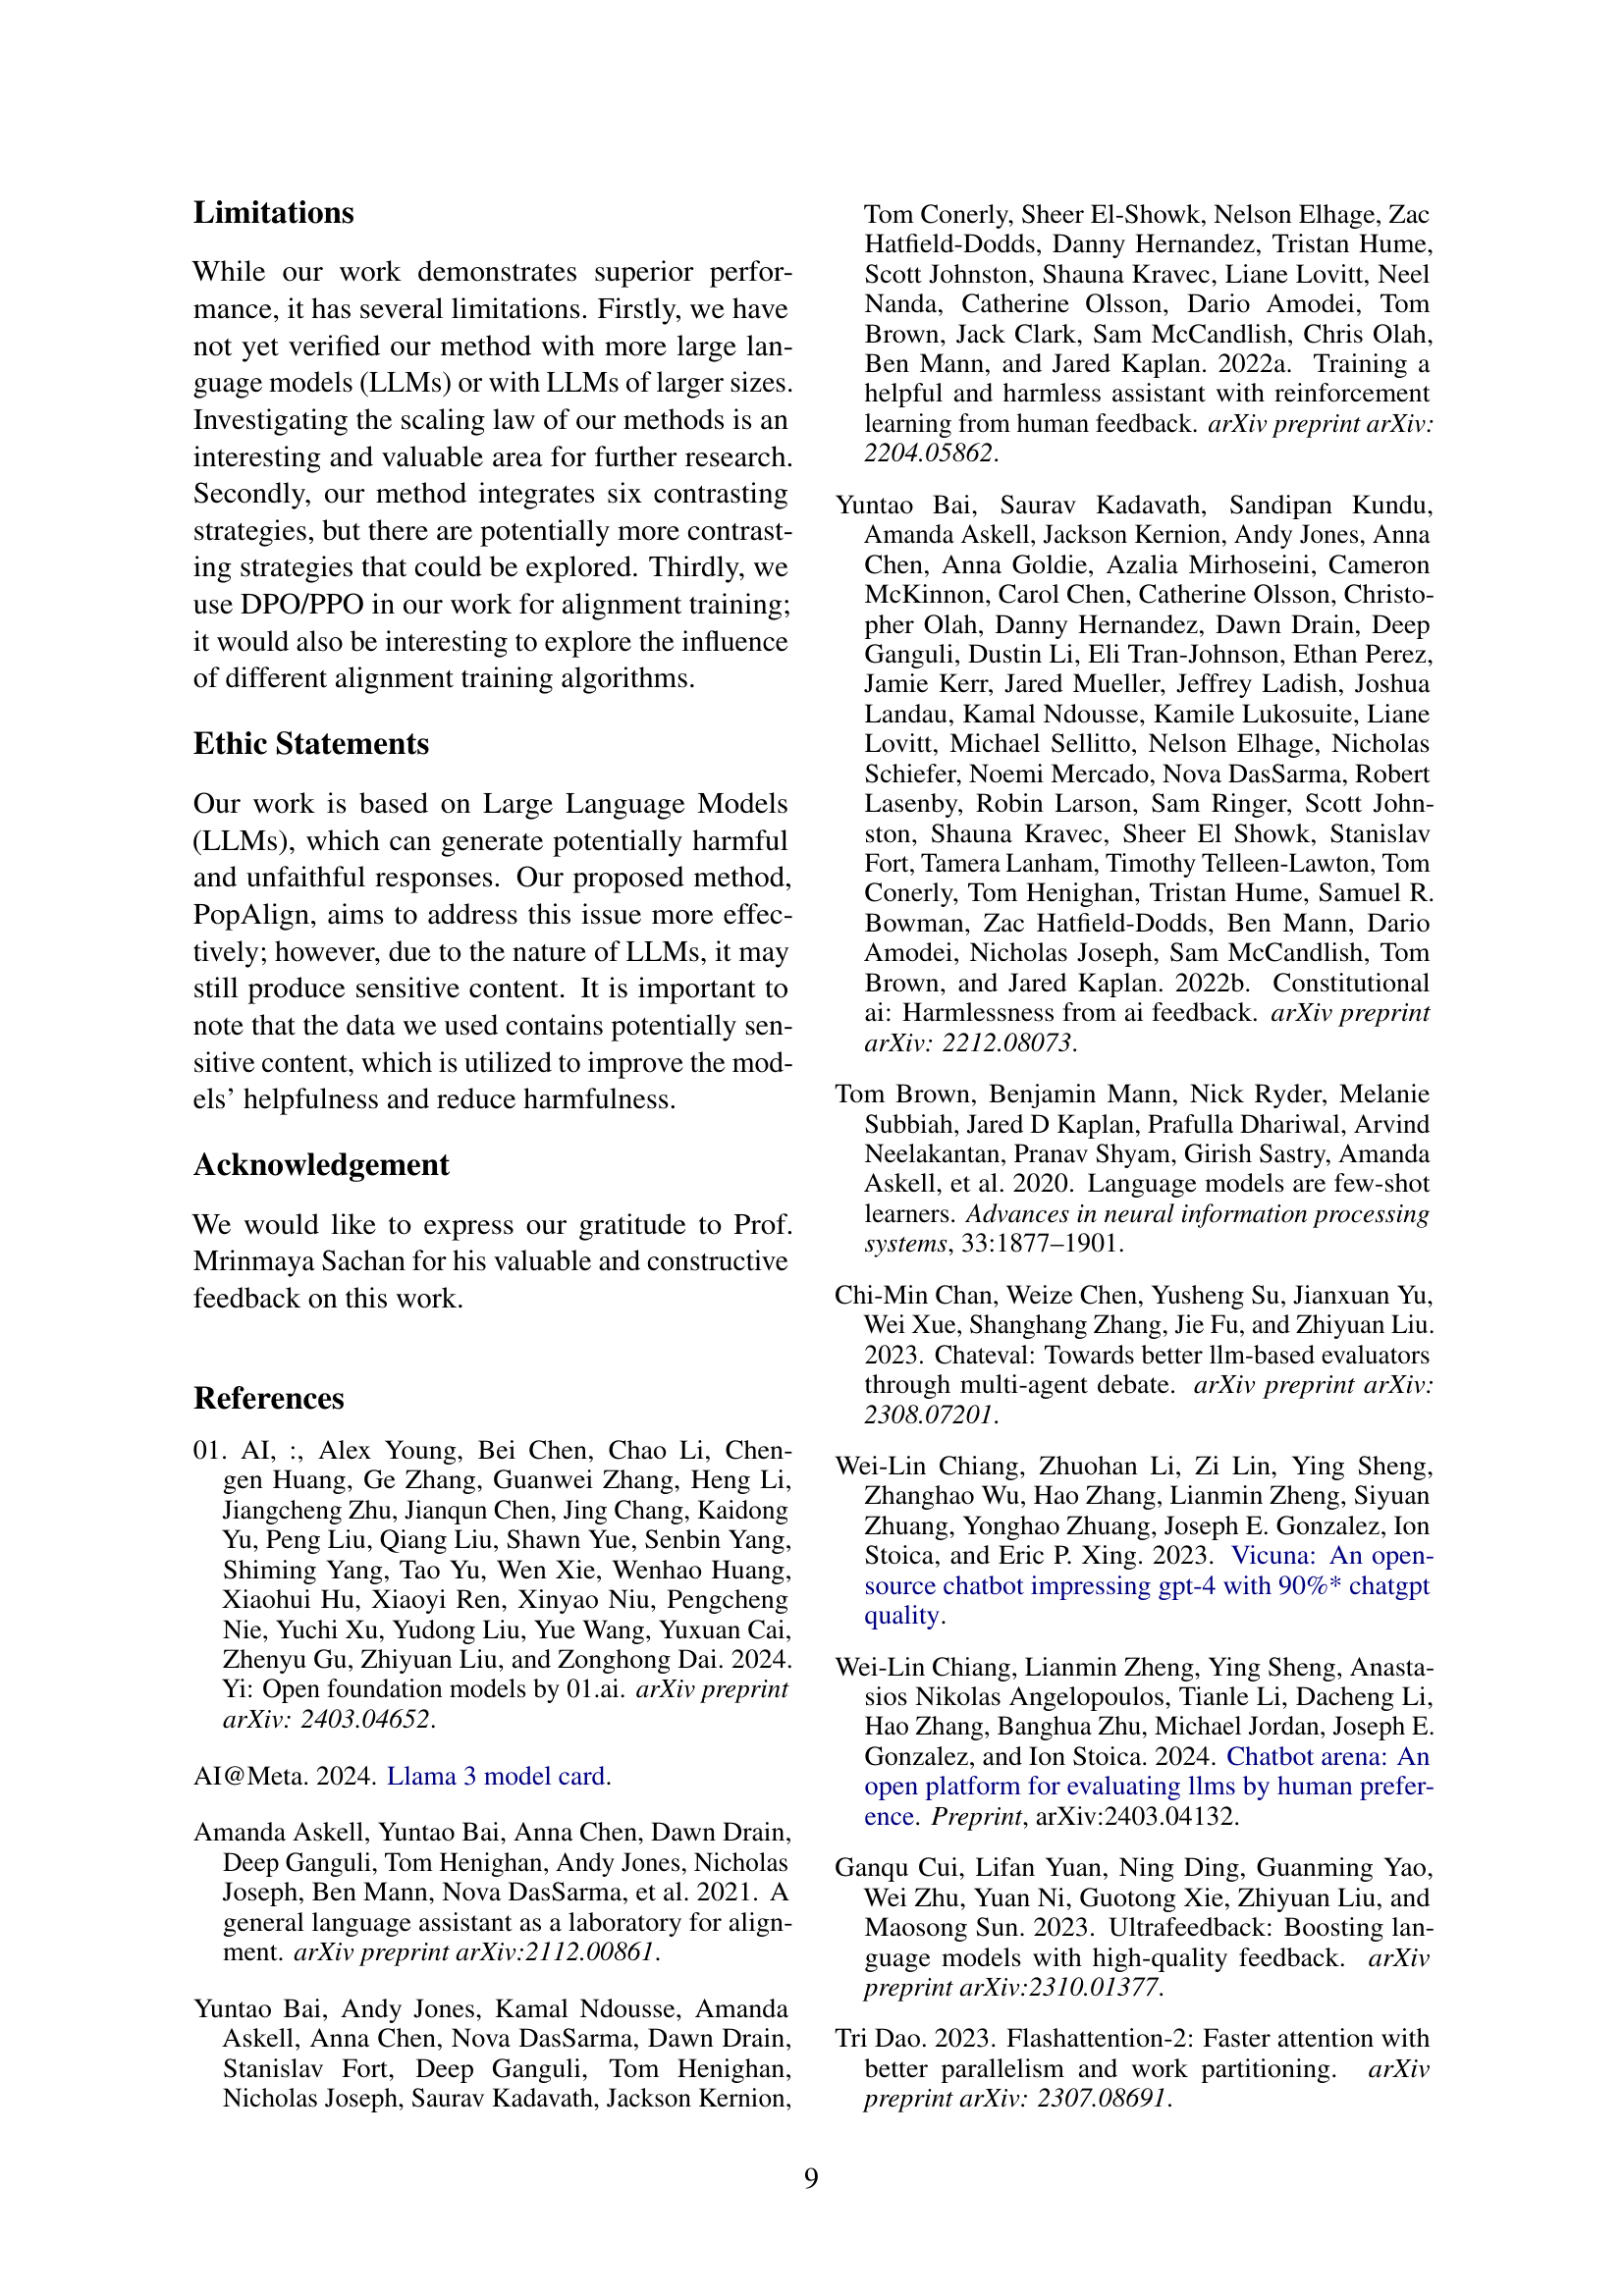 Limitations
While our work demonstrates superior perfor-
mance, it has several limitations. Firstly, we have
not yet verified our method with more large lan-
guage models (LLMs) or with LLMs of larger sizes.
Investigating the scaling law of our methods is an
interesting and valuable area for further research.
Secondly, our method integrates six contrasting
strategies, but there are potentially more contrast-
ing strategies that could be explored. Thirdly, we
use DPO/PPO in our work for alignment training;
it would also be interesting to explore the influence
of different alignment training algorithms.
Ethic Statements
Our work is based on Large Language Models
(LLMs), which can generate potentially harmful
and unfaithful responses. Our proposed method,
PopAlign, aims to address this issue more effec-
tively; however, due to the nature of LLMs, it may
still produce sensitive content. It is important to
note that the data we used contains potentially sen-
sitive content, which is utilized to improve the mod-
els’ helpfulness and reduce harmfulness.
Acknowledgement
We would like to express our gratitude to Prof.
Mrinmaya Sachan for his valuable and constructive
feedback on this work.
References
01. AI, :, Alex Young, Bei Chen, Chao Li, Chen-
gen Huang, Ge Zhang, Guanwei Zhang, Heng Li,
Jiangcheng Zhu, Jianqun Chen, Jing Chang, Kaidong
Yu, Peng Liu, Qiang Liu, Shawn Yue, Senbin Yang,
Shiming Yang, Tao Yu, Wen Xie, Wenhao Huang,
Xiaohui Hu, Xiaoyi Ren, Xinyao Niu, Pengcheng
Nie, Yuchi Xu, Yudong Liu, Yue Wang, Yuxuan Cai,
Zhenyu Gu, Zhiyuan Liu, and Zonghong Dai. 2024.
Yi: Open foundation models by 01.ai. arXiv preprint
arXiv: 2403.04652.
AI@Meta. 2024. Llama 3 model card.
Amanda Askell, Yuntao Bai, Anna Chen, Dawn Drain,
Deep Ganguli, Tom Henighan, Andy Jones, Nicholas
Joseph, Ben Mann, Nova DasSarma, et al. 2021. A
general language assistant as a laboratory for align-
ment. arXiv preprint arXiv:2112.00861.
Yuntao Bai, Andy Jones, Kamal Ndousse, Amanda
Askell, Anna Chen, Nova DasSarma, Dawn Drain,
Stanislav Fort, Deep Ganguli, Tom Henighan,
Nicholas Joseph, Saurav Kadavath, Jackson Kernion,
Tom Conerly, Sheer El-Showk, Nelson Elhage, Zac
Hatfield-Dodds, Danny Hernandez, Tristan Hume,
Scott Johnston, Shauna Kravec, Liane Lovitt, Neel
Nanda, Catherine Olsson, Dario Amodei, Tom
Brown, Jack Clark, Sam McCandlish, Chris Olah,
Ben Mann, and Jared Kaplan. 2022a. Training a
helpful and harmless assistant with reinforcement
learning from human feedback. arXiv preprint arXiv:
2204.05862.
Yuntao Bai, Saurav Kadavath, Sandipan Kundu,
Amanda Askell, Jackson Kernion, Andy Jones, Anna
Chen, Anna Goldie, Azalia Mirhoseini, Cameron
McKinnon, Carol Chen, Catherine Olsson, Christo-
pher Olah, Danny Hernandez, Dawn Drain, Deep
Ganguli, Dustin Li, Eli Tran-Johnson, Ethan Perez,
Jamie Kerr, Jared Mueller, Jeffrey Ladish, Joshua
Landau, Kamal Ndousse, Kamile Lukosuite, Liane
Lovitt, Michael Sellitto, Nelson Elhage, Nicholas
Schiefer, Noemi Mercado, Nova DasSarma, Robert
Lasenby, Robin Larson, Sam Ringer, Scott John-
ston, Shauna Kravec, Sheer El Showk, Stanislav
Fort, Tamera Lanham, Timothy Telleen-Lawton, Tom
Conerly, Tom Henighan, Tristan Hume, Samuel R.
Bowman, Zac Hatfield-Dodds, Ben Mann, Dario
Amodei, Nicholas Joseph, Sam McCandlish, Tom
Brown, and Jared Kaplan. 2022b. Constitutional
ai: Harmlessness from ai feedback. arXiv preprint
arXiv: 2212.08073.
Tom Brown, Benjamin Mann, Nick Ryder, Melanie
Subbiah, Jared D Kaplan, Prafulla Dhariwal, Arvind
Neelakantan, Pranav Shyam, Girish Sastry, Amanda
Askell, et al. 2020. Language models are few-shot
learners. Advances in neural information processing
systems, 33:1877–1901.
Chi-Min Chan, Weize Chen, Yusheng Su, Jianxuan Yu,
Wei Xue, Shanghang Zhang, Jie Fu, and Zhiyuan Liu.
2023. Chateval: Towards better llm-based evaluators
through multi-agent debate. arXiv preprint arXiv:
2308.07201.
Wei-Lin Chiang, Zhuohan Li, Zi Lin, Ying Sheng,
Zhanghao Wu, Hao Zhang, Lianmin Zheng, Siyuan
Zhuang, Yonghao Zhuang, Joseph E. Gonzalez, Ion
Stoica, and Eric P. Xing. 2023. Vicuna: An open-
source chatbot impressing gpt-4 with 90%* chatgpt
quality.
Wei-Lin Chiang, Lianmin Zheng, Ying Sheng, Anasta-
sios Nikolas Angelopoulos, Tianle Li, Dacheng Li,
Hao Zhang, Banghua Zhu, Michael Jordan, Joseph E.
Gonzalez, and Ion Stoica. 2024. Chatbot arena: An
open platform for evaluating llms by human prefer-
ence. Preprint, arXiv:2403.04132.
Ganqu Cui, Lifan Yuan, Ning Ding, Guanming Yao,
Wei Zhu, Yuan Ni, Guotong Xie, Zhiyuan Liu, and
Maosong Sun. 2023. Ultrafeedback: Boosting lan-
guage models with high-quality feedback. arXiv
preprint arXiv:2310.01377.
Tri Dao. 2023. Flashattention-2: Faster attention with
better parallelism and work partitioning. arXiv
preprint arXiv: 2307.08691.
9